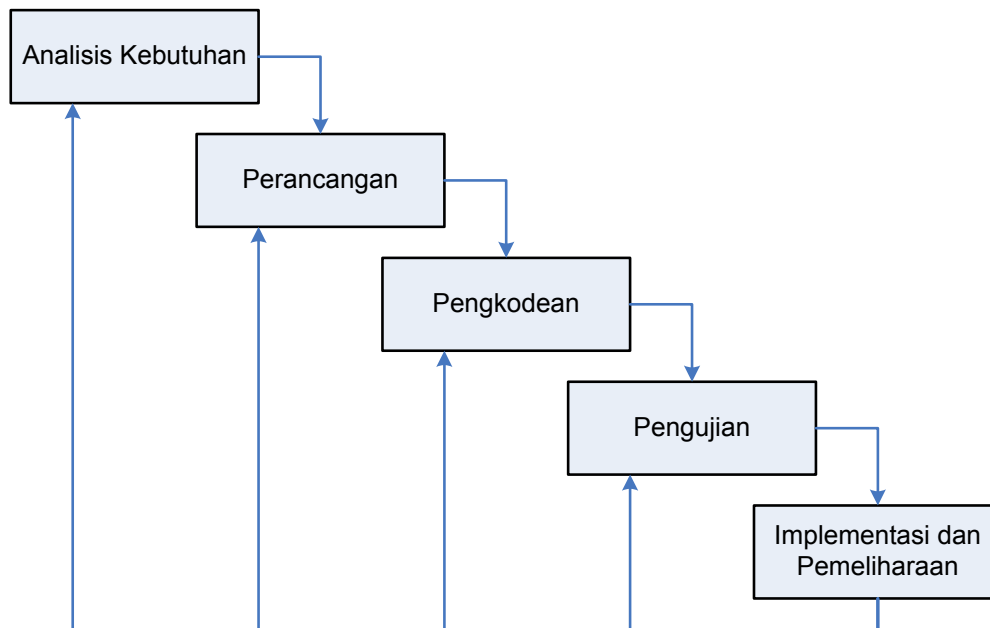 Analisis Kebutuhan
Perancangan
Pengkodean
Pengujian
Implementasi dan
Pemeliharaan